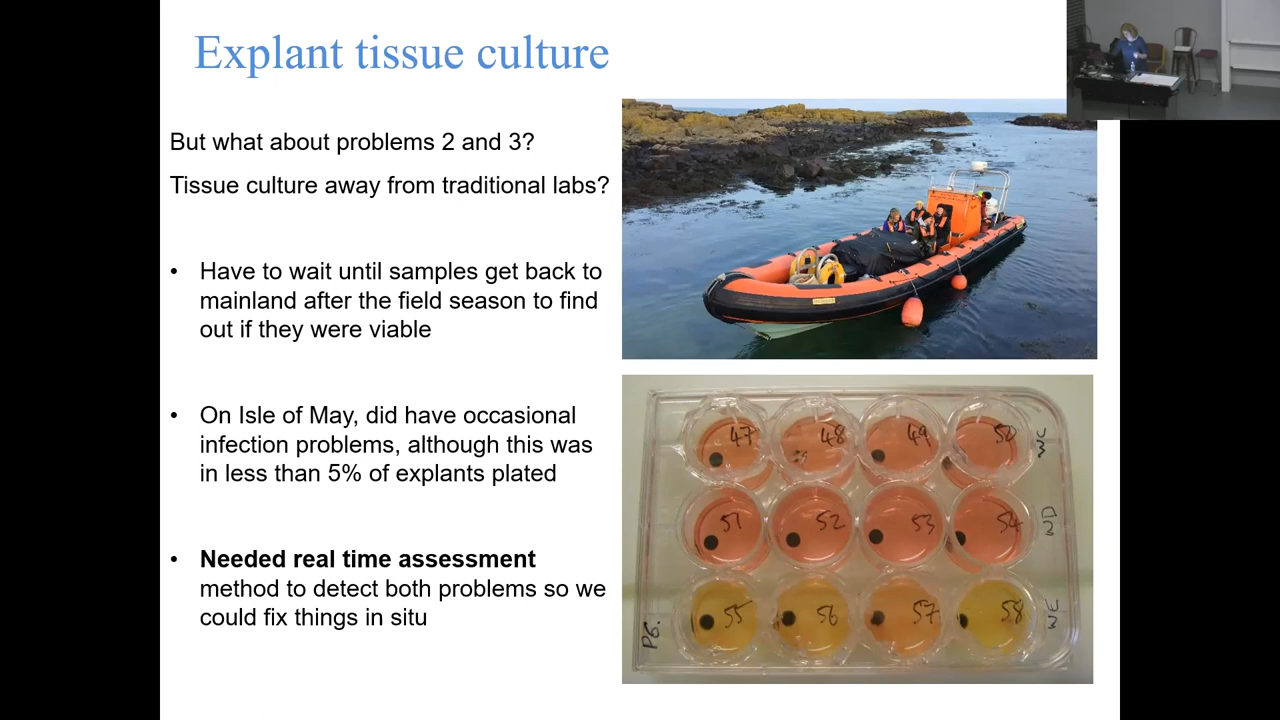 Explant tissue culture
But what about problems 2 and 3?
Tissue culture away from traditional labs?
• Have to wait until samples get back to
mainland after the field season to find
out if they were viable
• On Isle of May, did have occasional
infection problems, although this was
in less than 5% of explants plated
• Needed real time assessment
method to detect both problems so we
could fix things in situ
47 48 49 50
WC
51 52 53 54
WD
55 56 57 58
WE
P6.